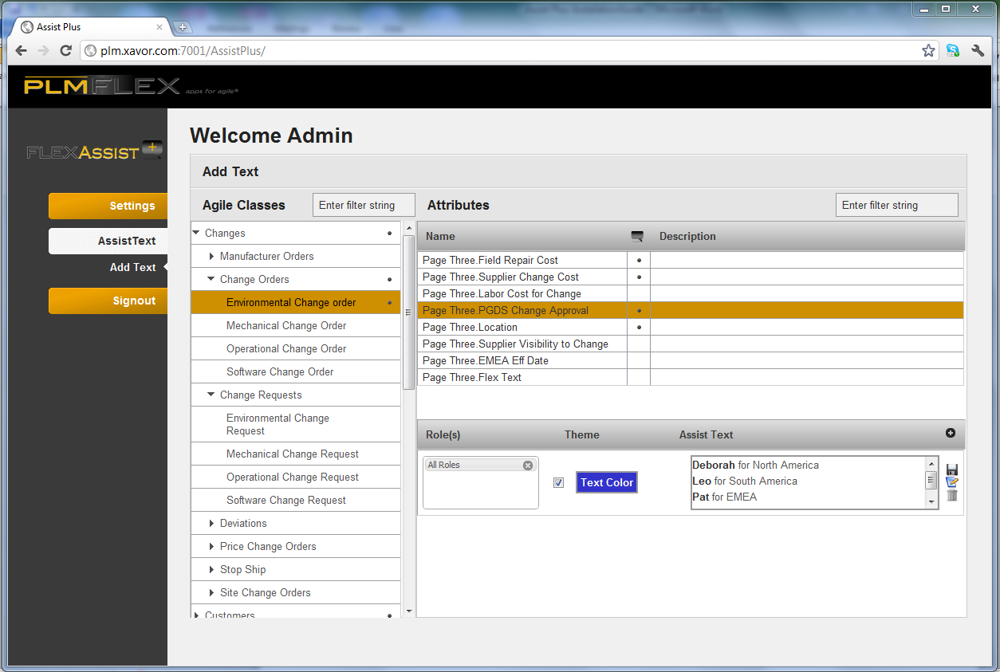 Assist Plus
plm.xavor.com:7001/AssistPlus/
PLMFLEX apps for agile®
FLEXASSIST
Settings
AssistText
Add Text
Signout
Welcome Admin
Add Text
Agile Classes
Enter filter string
Changes
Manufacturer Orders
Change Orders
Environmental Change order
Mechanical Change Order
Operational Change Order
Software Change Order
Change Requests
Environmental Change
Request
Mechanical Change Request
Operational Change Request
Software Change Request
Deviations
Price Change Orders
Stop Ship
Site Change Orders
Customers
Attributes
Enter filter string
Name Description
Page Three.Field Repair Cost
Page Three.Supplier Change Cost
Page Three.Labor Cost for Change
Page Three.PGDS Change Approval
Page Three.Location
Page Three.Supplier Visibility to Change
Page Three.EMEA Eff Date
Page Three.Flex Text
Role(s) Theme Assist Text
All Roles
Text Color
Deborah for North America
Leo for South America
Pat for EMEA